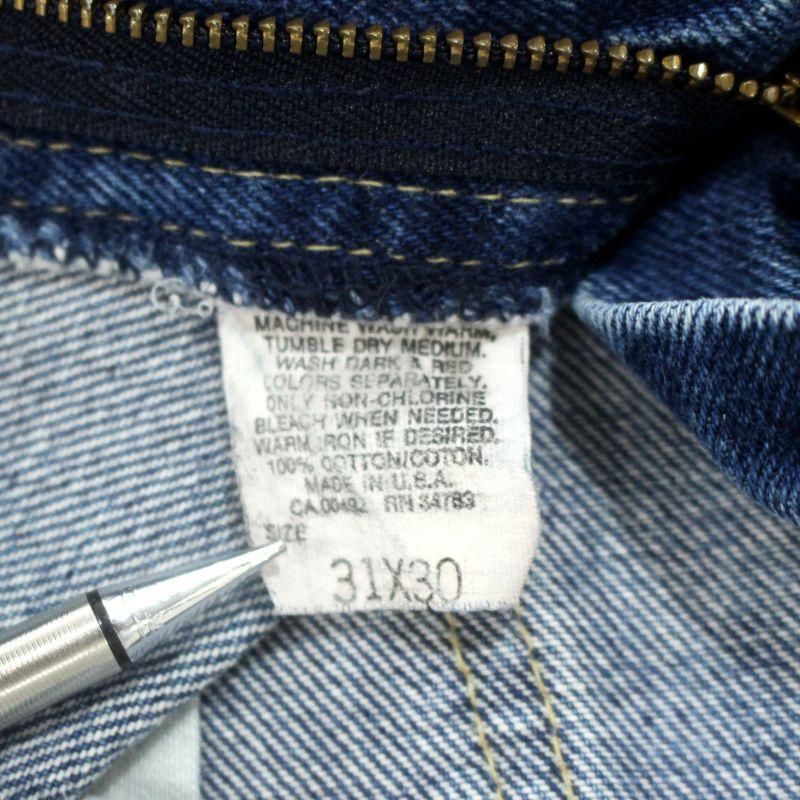 MACHINE WASH WARM.
TUMBLE DRY MEDIUM.
WASH DARK & RED
COLORS SEPARATELY.
ONLY NON-CHLORINE
BLEACH WHEN NEEDED.
WARM IRON IF DESIRED.
100% COTTON/COTON.
MADE IN U.S.A.
CA 00492 RN 34783
SIZE
31X30